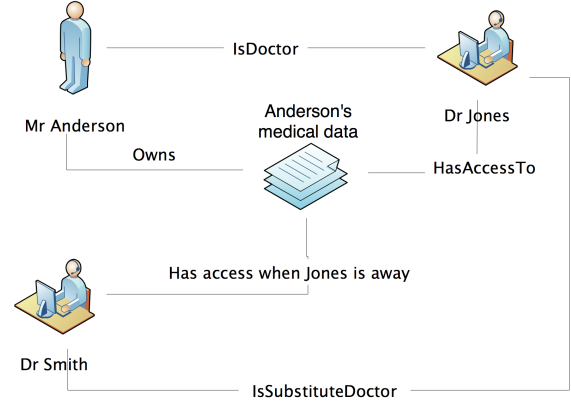 IsDoctor
Mr Anderson
Anderson's
medical data
Dr Jones
Owns
HasAccessTo
Has access when Jones is away
Dr Smith
IsSubstituteDoctor